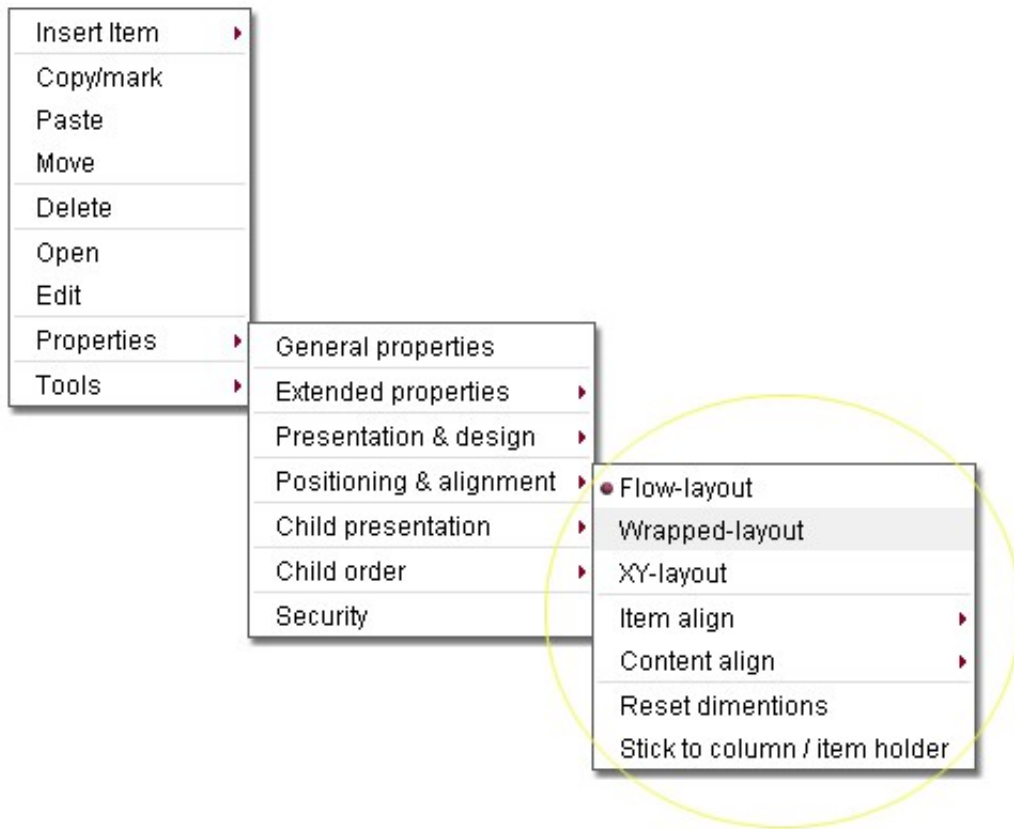 Insert Item
Copy/mark
Paste
Move
Delete
Open
Edit
Properties
Tools
General properties
Extended properties
Presentation & design
Positioning & alignment
Child presentation
Child order
Security
Flow-layout
Wrapped-layout
XY-layout
Item align
Content align
Reset dimentions
Stick to column / item holder